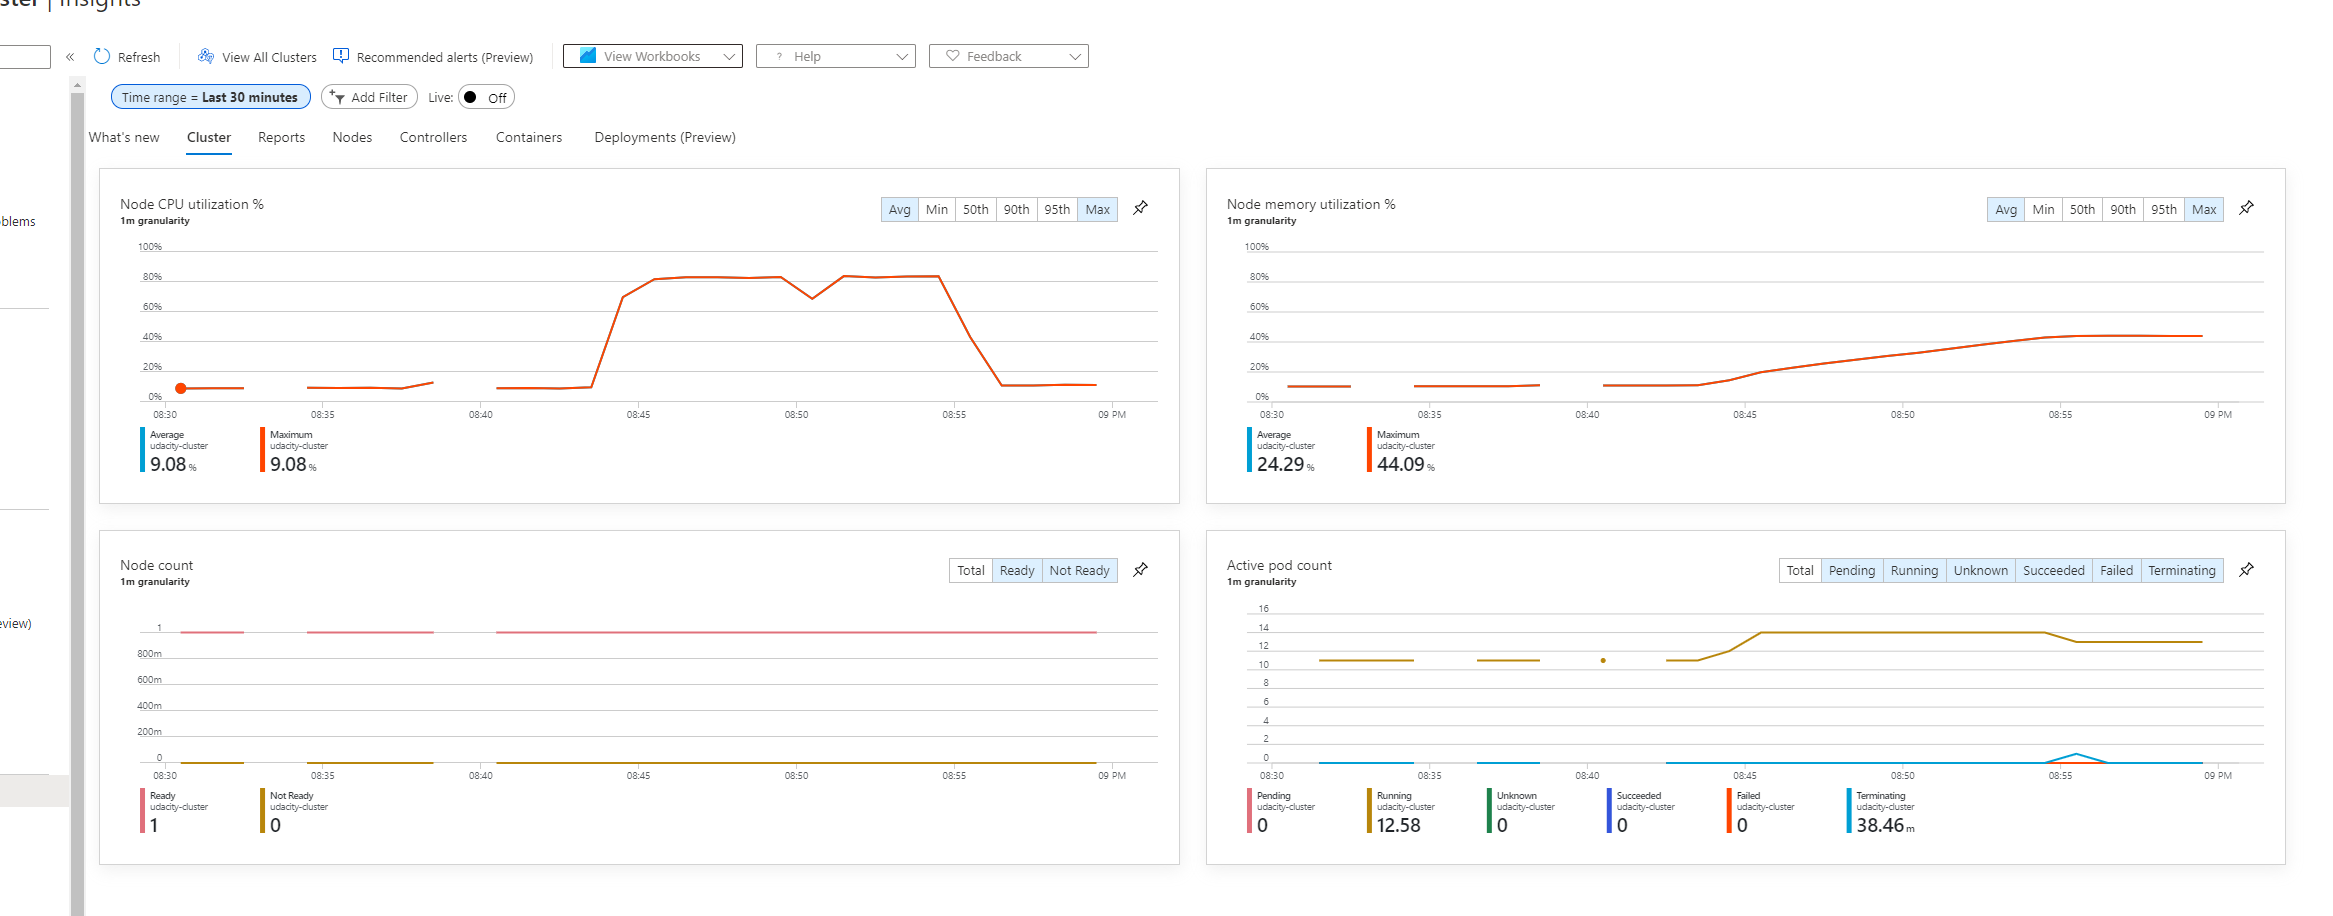 | Insights
Refresh
View All Clusters
Recommended alerts (Preview)
View Workbooks
? Help
Feedback
Time range = Last 30 minutes
Add Filter
Live: Off
What's new
Cluster
Reports
Nodes
Controllers
Containers
Deployments (Preview)
blems
eview)
Node CPU utilization %
1m granularity
Avg Min 50th 90th 95th Max
100%
80%
60%
40%
20%
0%
08:30 08:35 08:40 08:45 08:50 08:55 09 PM
Average
udacity-cluster
9.08 %
Maximum
udacity-cluster
9.08 %
Node memory utilization %
1m granularity
Avg Min 50th 90th 95th Max
100%
80%
60%
40%
20%
0%
08:30 08:35 08:40 08:45 08:50 08:55 09 PM
Average
udacity-cluster
24.29 %
Maximum
udacity-cluster
44.09 %
Node count
1m granularity
Total Ready Not Ready
1
800m
600m
400m
200m
0
08:30 08:35 08:40 08:45 08:50 08:55 09 PM
Ready
udacity-cluster
1
Not Ready
udacity-cluster
0
Active pod count
1m granularity
Total Pending Running Unknown Succeeded Failed Terminating
16
14
12
10
8
6
4
2
0
08:30 08:35 08:40 08:45 08:50 08:55 09 PM
Pending
udacity-cluster
0
Running
udacity-cluster
12.58
Unknown
udacity-cluster
0
Succeeded
udacity-cluster
0
Failed
udacity-cluster
0
Terminating
udacity-cluster
38.46 m